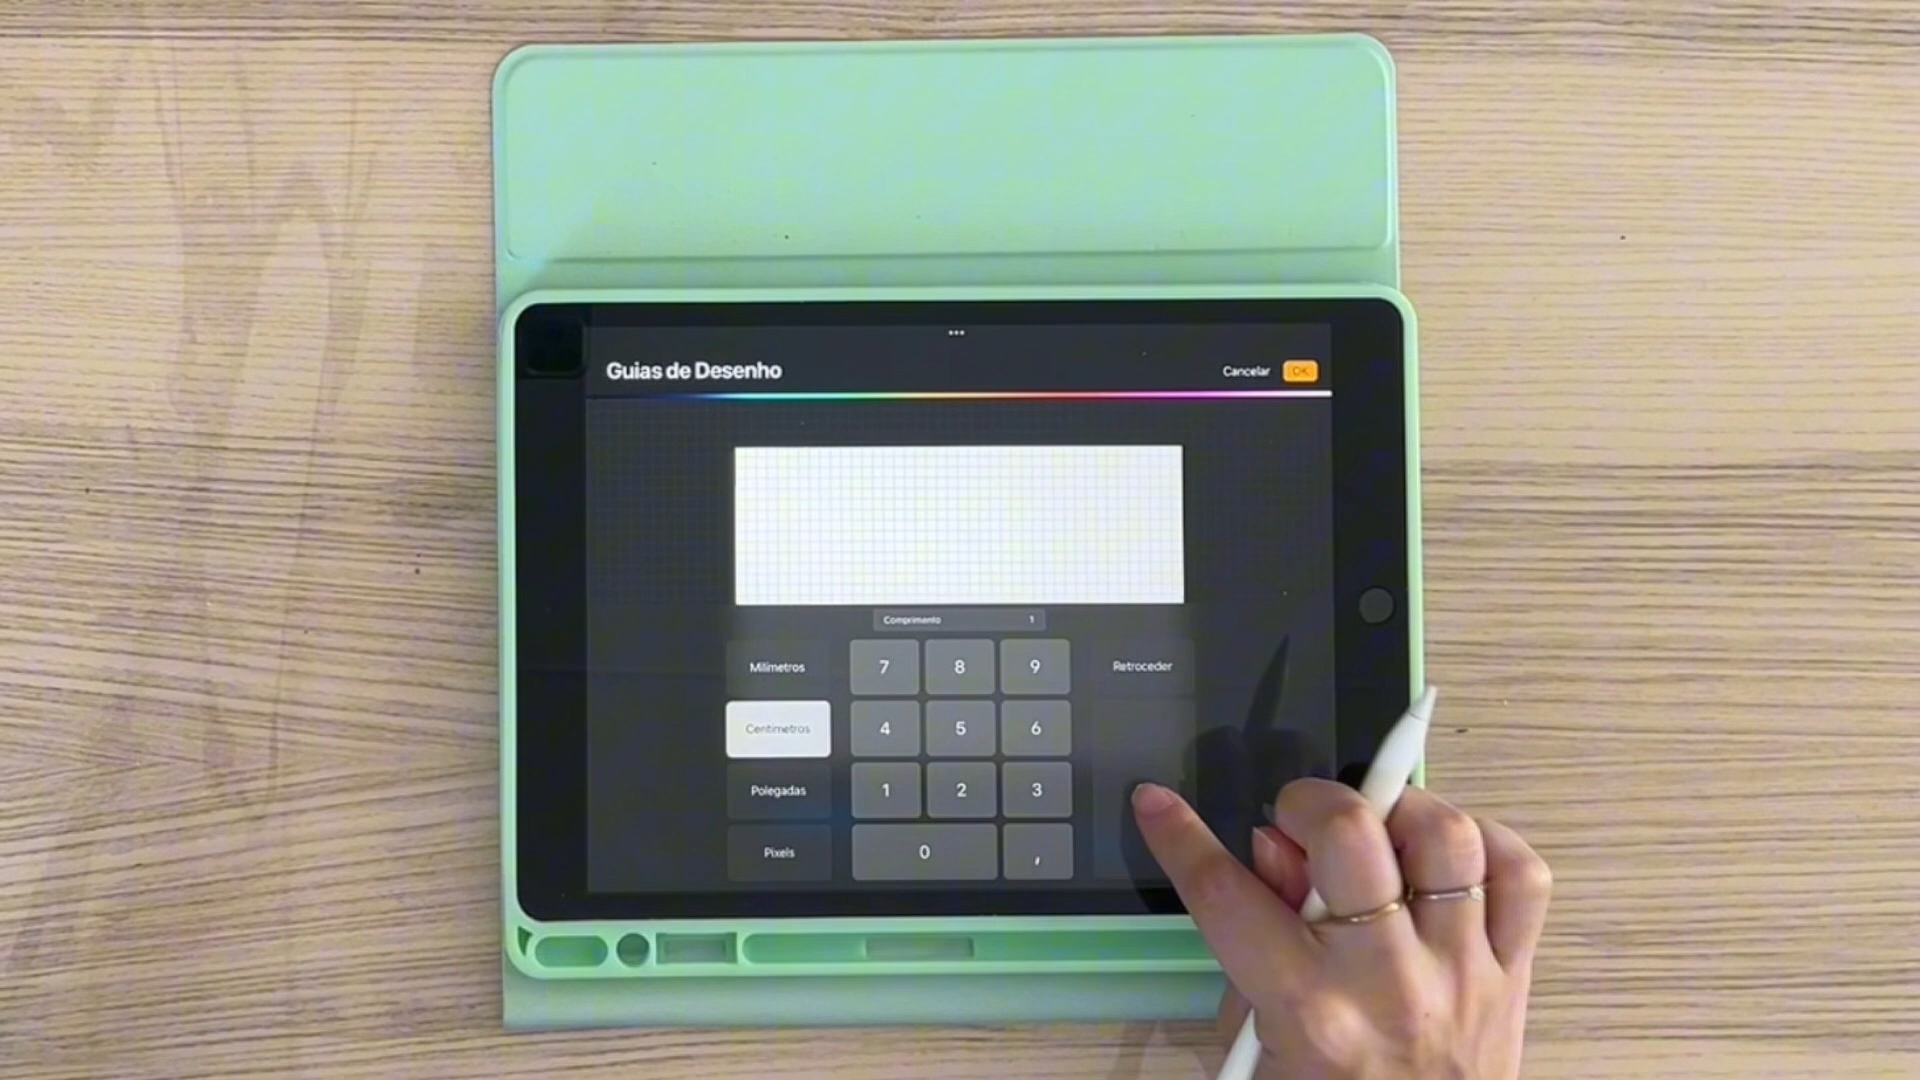 Guias de Desenho
Cancelar OK
Comprimento 1
Milímetros 7 8 9 Retroceder
Centímetros 4 5 6
Polegadas 1 2 3
Pixels 0 ,